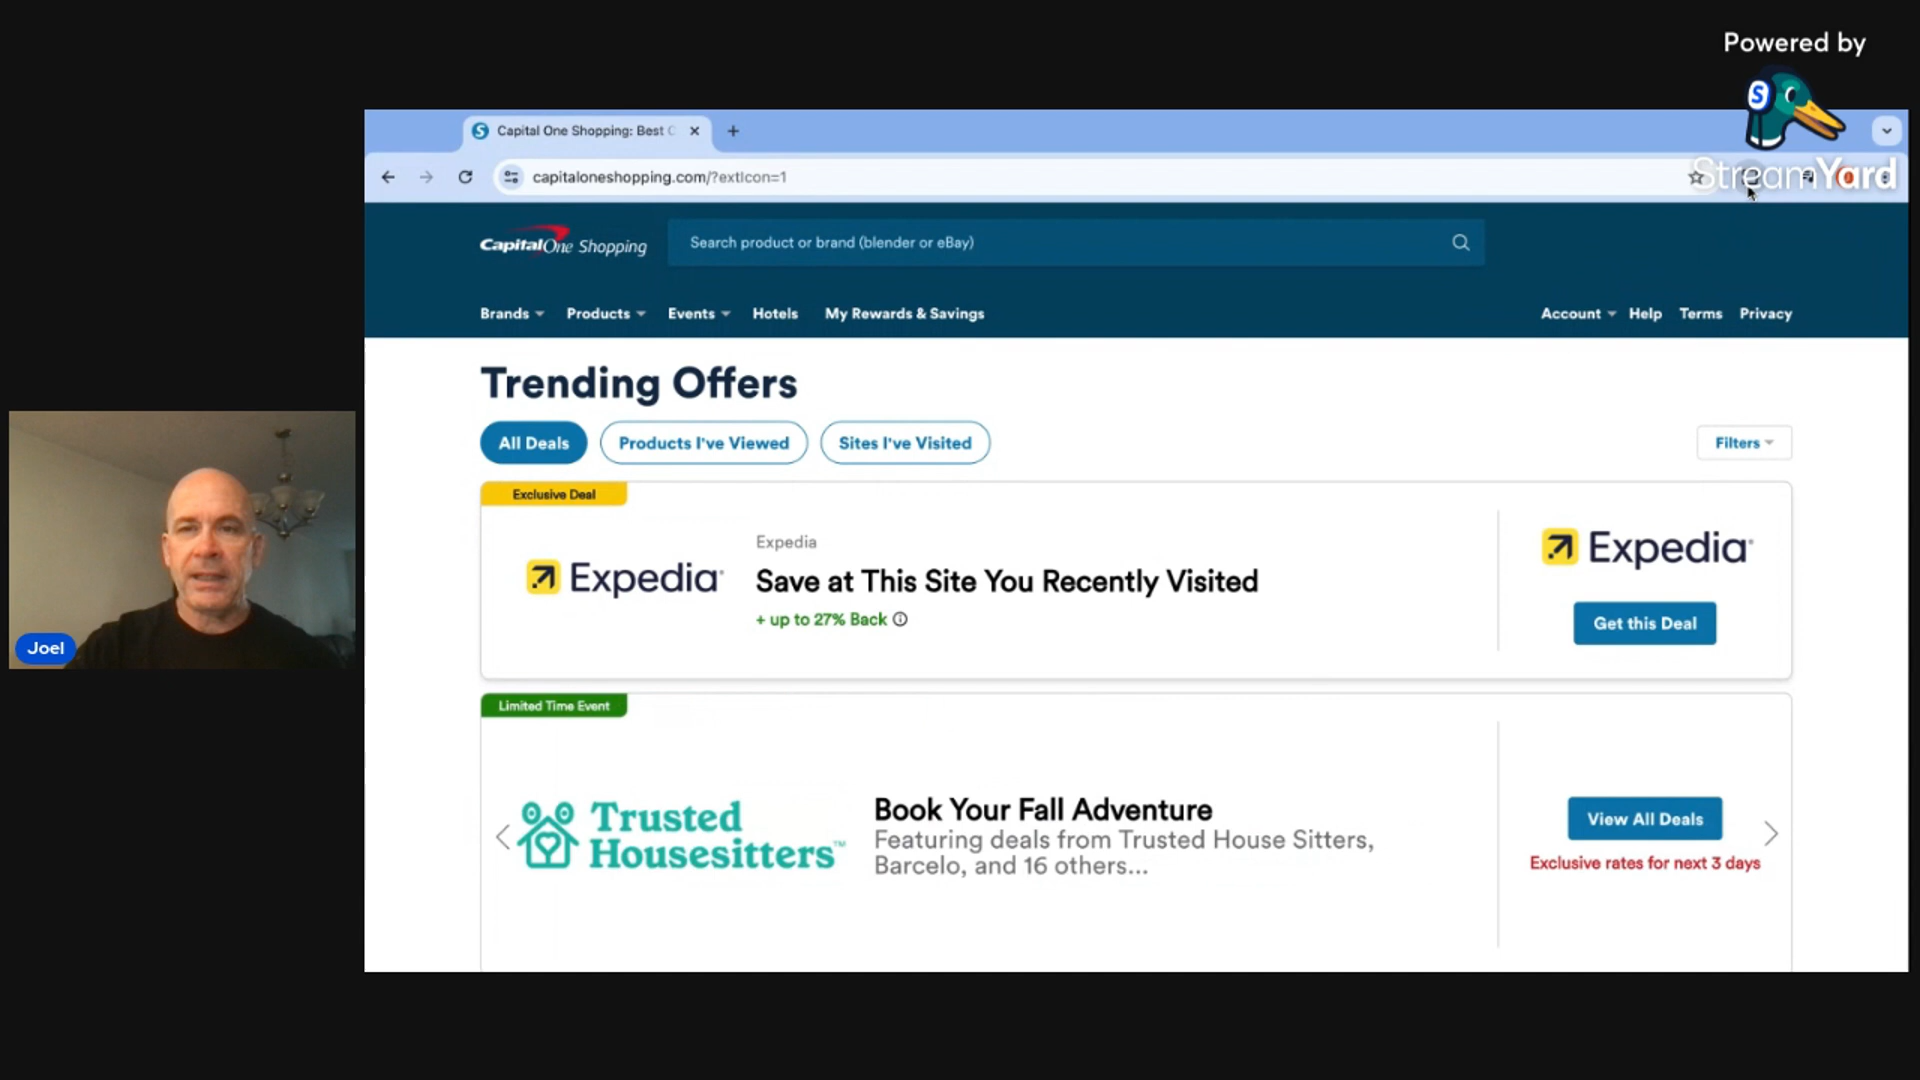 Powered by
StreamYard
Capital One Shopping: Best C
capitaloneshopping.com/?extIcon=1
CapitalOne Shopping
Search product or brand (blender or eBay)
Brands Products Events Hotels My Rewards & Savings Account Help Terms Privacy
Trending Offers
All Deals Products I've Viewed Sites I've Visited Filters
Exclusive Deal
Expedia
Expedia
Save at This Site You Recently Visited
+ up to 27% Back
Expedia
Get this Deal
Limited Time Event
Trusted
Housesitters™
Book Your Fall Adventure
Featuring deals from Trusted House Sitters,
Barcelo, and 16 others...
View All Deals
Exclusive rates for next 3 days
Joel